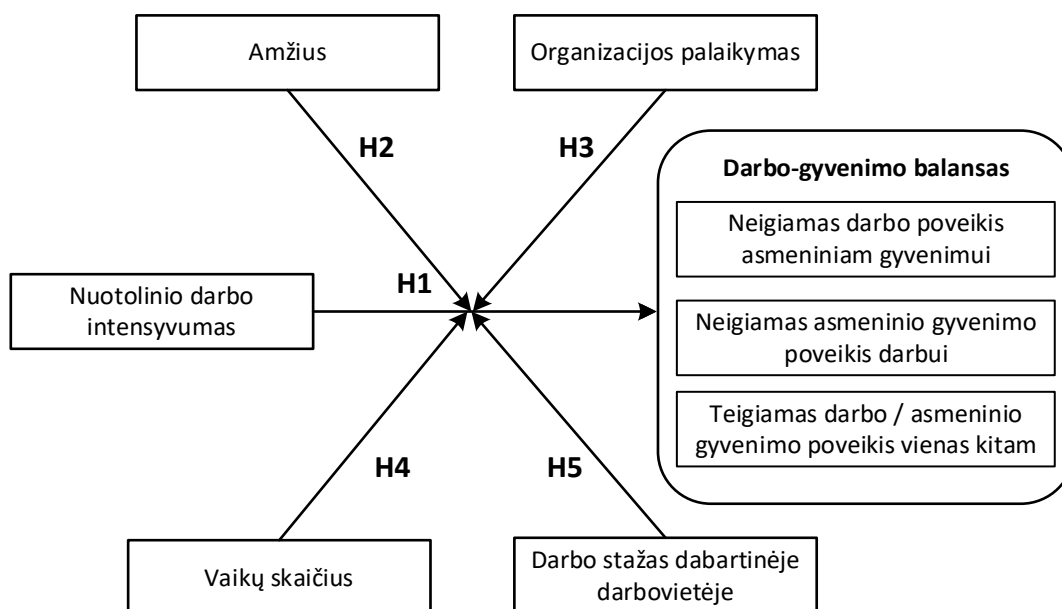 Amžius
Organizacijos palaikymas
H2
H3
Darbo-gyvenimo balansas
Neigiamas darbo poveikis
asmeniniam gyvenimui
H1
Nuotolinio darbo
intensyvumas
Neigiamas asmeninio gyvenimo
poveikis darbui
Teigiamas darbo / asmeninio
gyvenimo poveikis vienas kitam
H4
H5
Vaikų skaičius
Darbo stažas dabartinėje
darbovietėje